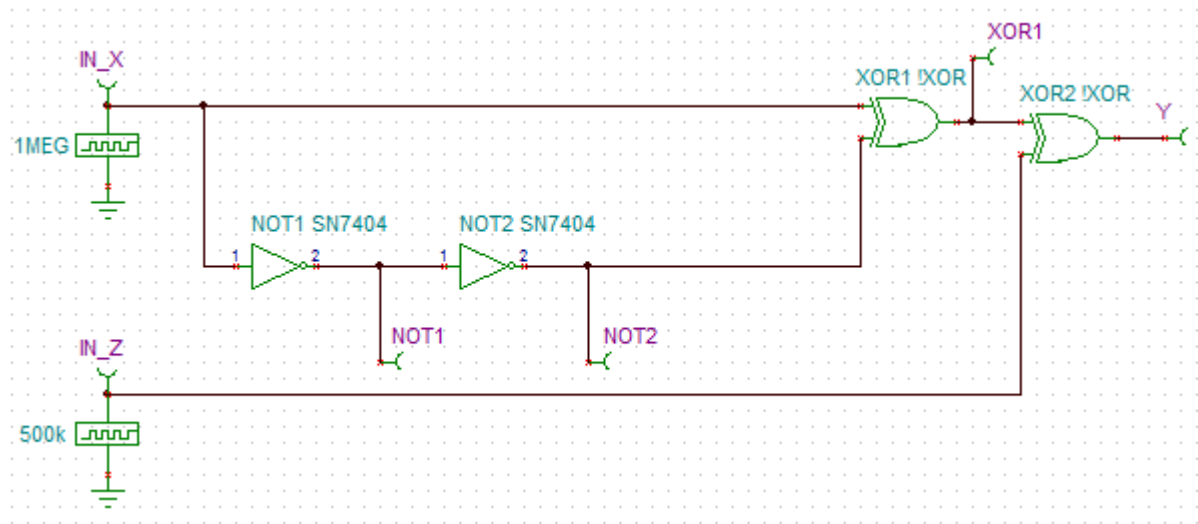 XOR1
IN_X
XOR1 !XOR
XOR2 !XOR
Y
1MEG
NOT1 SN7404
NOT2 SN7404
1
2
1
2
NOT1
NOT2
IN_Z
500k